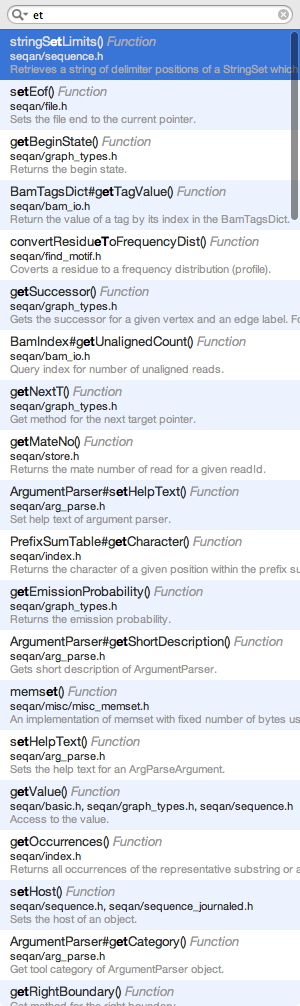 et
stringSetLimits() Function
seqan/sequence.h
Retrieves a string of delimiter positions of a StringSet which
setEof() Function
seqan/file.h
Sets the file end to the current pointer.
getBeginState() Function
seqan/graph_types.h
Returns the begin state.
BamTagsDict#getTagValue() Function
seqan/bam_io.h
Return the value of a tag by its index in the BamTagsDict.
convertResidueToFrequencyDist() Function
seqan/find_motif.h
Coverts a residue to a frequency distribution (profile).
getSuccessor() Function
seqan/graph_types.h
Gets the successor for a given vertex and an edge label. Fo
BamIndex#getUnalignedCount() Function
seqan/bam_io.h
Query index for number of unaligned reads.
getNextT() Function
seqan/graph_types.h
Get method for the next target pointer.
getMateNo() Function
seqan/store.h
Returns the mate number of read for a given readId.
ArgumentParser#setHelpText() Function
seqan/arg_parse.h
Set help text of argument parser.
PrefixSumTable#getCharacter() Function
seqan/index.h
Returns the character of a given position within the prefix su
getEmissionProbability() Function
seqan/graph_types.h
Returns the emission probability.
ArgumentParser#getShortDescription() Function
seqan/arg_parse.h
Gets short description of ArgumentParser.
memset() Function
seqan/misc/misc_memset.h
An implementation of memset with fixed number of bytes us
setHelpText() Function
seqan/arg_parse.h
Sets the help text for an ArgParseArgument.
getValue() Function
seqan/basic.h, seqan/graph_types.h, seqan/sequence.h
Access to the value.
getOccurrences() Function
seqan/index.h
Returns all occurrences of the representative substring or a
setHost() Function
seqan/sequence.h, seqan/sequence_journaled.h
Sets the host of an object.
ArgumentParser#getCategory() Function
seqan/arg_parse.h
Get tool category of ArgumentParser object.
getRightBoundary() Function
seqan/graph_types.h
Get method for the right boundary